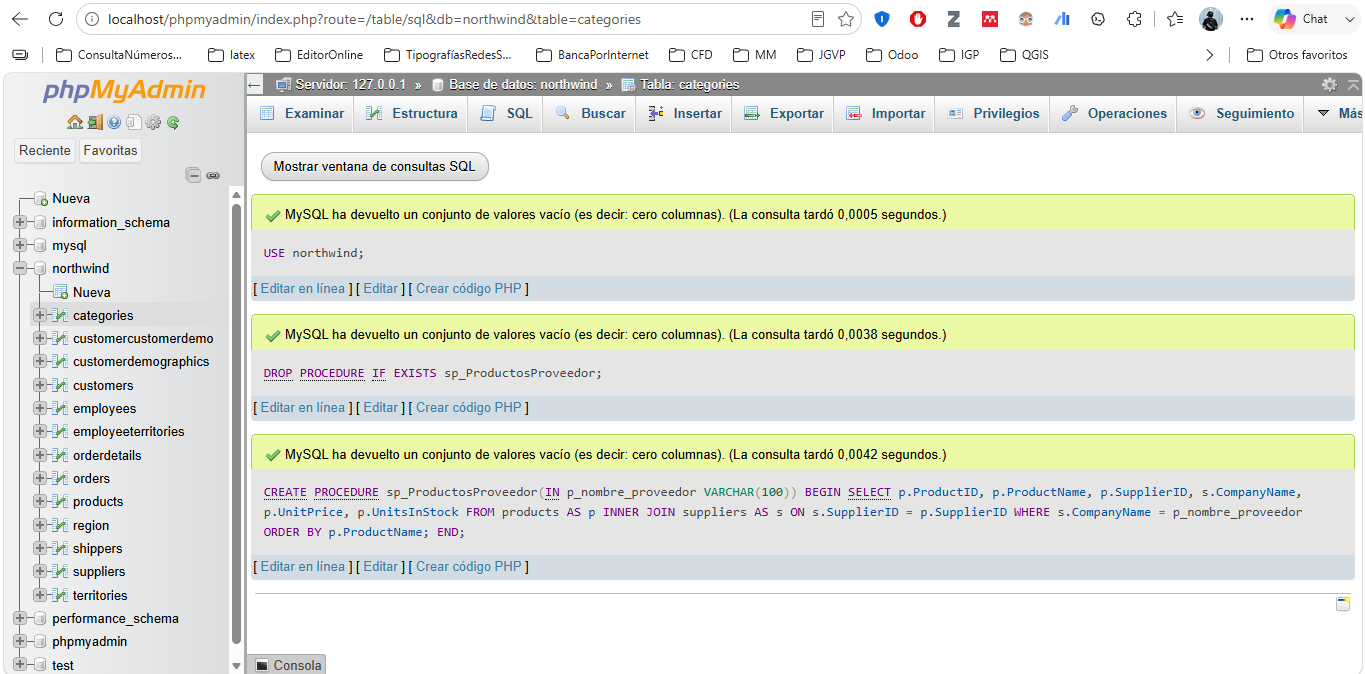 localhost/phpmyadmin/index.php?route=/table/sql&db=northwind&table=categories
Chat
ConsultaNúmeros...
latex
EditorOnline
TipografíasRedesS...
BancaPorInternet
CFD
MM
JGVP
Odoo
IGP
QGIS
Otros favoritos
phpMyAdmin
Reciente
Favoritas
Nueva
information_schema
mysql
northwind
Nueva
categories
customercustomerdemo
customerdemographics
customers
employees
employeeterritories
orderdetails
orders
products
region
shippers
suppliers
territories
performance_schema
phpmyadmin
test
Servidor: 127.0.0.1 » Base de datos: northwind » Tabla: categories
Examinar
Estructura
SQL
Buscar
Insertar
Exportar
Importar
Privilegios
Operaciones
Seguimiento
Más
Mostrar ventana de consultas SQL
MySQL ha devuelto un conjunto de valores vacío (es decir: cero columnas). (La consulta tardó 0,0005 segundos.)
USE northwind;
[ Editar en línea ] [ Editar ] [ Crear código PHP ]
MySQL ha devuelto un conjunto de valores vacío (es decir: cero columnas). (La consulta tardó 0,0038 segundos.)
DROP PROCEDURE IF EXISTS sp_ProductosProveedor;
[ Editar en línea ] [ Editar ] [ Crear código PHP ]
MySQL ha devuelto un conjunto de valores vacío (es decir: cero columnas). (La consulta tardó 0,0042 segundos.)
CREATE PROCEDURE sp_ProductosProveedor(IN p_nombre_proveedor VARCHAR(100)) BEGIN SELECT p.ProductID, p.ProductName, p.SupplierID, s.CompanyName,
p.UnitPrice, p.UnitsInStock FROM products AS p INNER JOIN suppliers AS s ON s.SupplierID = p.SupplierID WHERE s.CompanyName = p_nombre_proveedor
ORDER BY p.ProductName; END;
[ Editar en línea ] [ Editar ] [ Crear código PHP ]
Consola